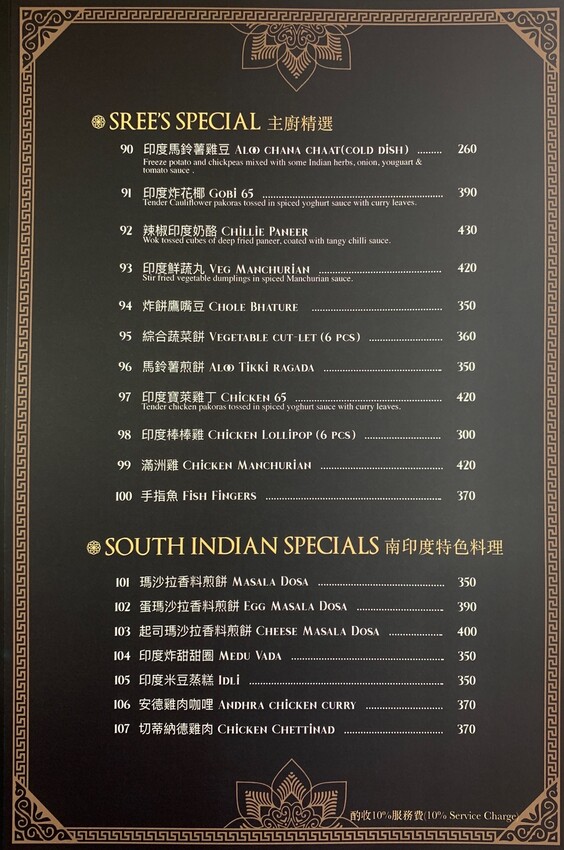 SREE'S SPECIAL 主廚精選
90 印度馬鈴薯雞豆 Aloo chana chaat(cold dish) ........ 260
Freeze potato and chickpeas mixed with some Indian herbs, onion, youguart &
tomato sauce .
91 印度炸花椰 Gobi 65 ........ 390
Tender Cauliflower pakoras tossed in spiced yoghurt sauce with curry leaves.
92 辣椒印度奶酪 Chillie Paneer 430
Wok tossed cubes of deep fried paneer, coated with tangy chilli sauce.
93 印度鮮蔬丸 Veg Manchurian ........ 420
Stir fried vegetable dumplings in spiced Manchurian sauce.
94 炸餅鷹嘴豆 Chole Bhature ........ 350
95 綜合蔬菜餅 Vegetable cut-let (6 pcs) ........ 360
96 馬鈴薯煎餅 Aloo Tikki ragada ........ 350
97 印度寶萊雞丁 Chicken 65 ........ 420
Tender chicken pakoras tossed in spiced yoghurt sauce with curry leaves.
98 印度棒棒雞 Chicken Lollipop (6 pcs) ........ 300
99 滿洲雞 Chicken Manchurian ........ 420
100 手指魚 Fish Fingers ........ 370
SOUTH INDIAN SPECIALS 南印度特色料理
101 瑪沙拉香料煎餅 Masala Dosa ........ 350
102 蛋瑪沙拉香料煎餅 Egg Masala Dosa ........ 390
103 起司瑪沙拉香料煎餅 Cheese Masala Dosa ........ 400
104 印度炸甜甜圈 Medu Vada ........ 350
105 印度米豆蒸糕 Idli ........ 350
106 安德雞肉咖哩 Andhra chicken curry ........ 370
107 切蒂納德雞肉 Chicken Chettinad ........ 370
酌收10%服務費(10% Service Charge)